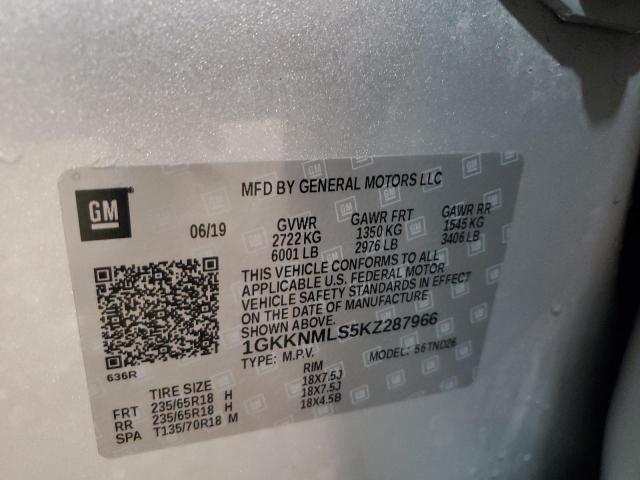 MFD BY GENERAL MOTORS LLC
GM
06/19
GVWR GAWR FRT GAWR RR
2722 KG 1350 KG 1545 KG
6001 LB 2976 LB 3406 LB
THIS VEHICLE CONFORMS TO ALL
APPLICABLE U.S. FEDERAL MOTOR
VEHICLE SAFETY STANDARDS IN EFFECT
ON THE DATE OF MANUFACTURE
SHOWN ABOVE.
1GKKNMLS5KZ287966
TYPE: M.P.V. MODEL: 56TND26
636R
TIRE SIZE RIM
FRT 235/65R18 H 18X7.5J
RR 235/65R18 H 18X7.5J
SPA T135/70R18 M 18X4.5B